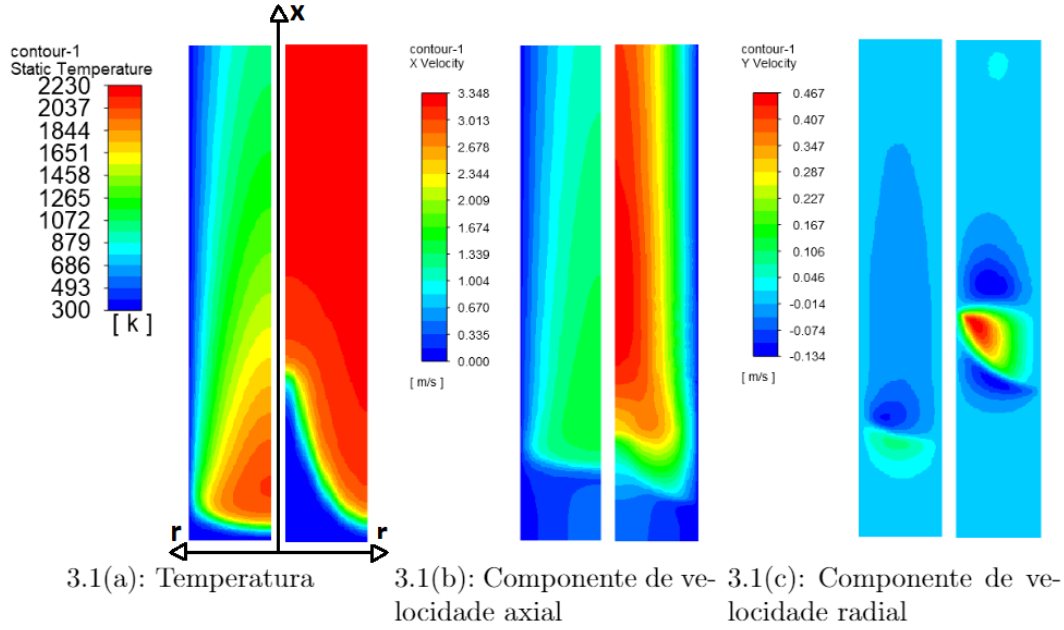 X
contour-1
Static Temperature
2230
2037
1844
1651
1458
1265
1072
879
686
493
300
[ k ]
r
r
contour-1
X Velocity
3.348
3.013
2.678
2.344
2.009
1.674
1.339
1.004
0.670
0.335
0.000
[ m/s ]
contour-1
Y Velocity
0.467
0.407
0.347
0.287
0.227
0.106
0.046
-0.014
-0.074
-0.134
[ m/s ]
3.1(a): Temperatura
3.1(b): Componente de ve-
locidade axial
3.1(c): Componente de ve-
locidade radial